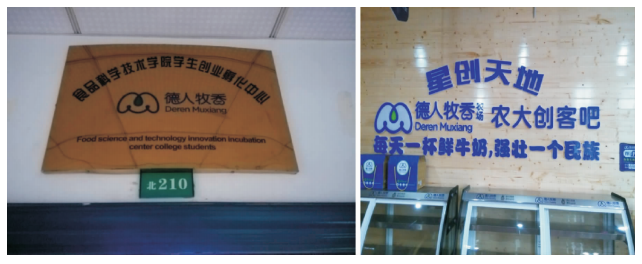 食品科学技术学院学生创业孵化中心
德人牧香
Deren Muxiang
Food science and technology innovation incubation
center college students
北210
星创天地
德人牧香牧场 农大创客吧
Deren Muxiang
每天一杯鲜牛奶,强壮一个民族